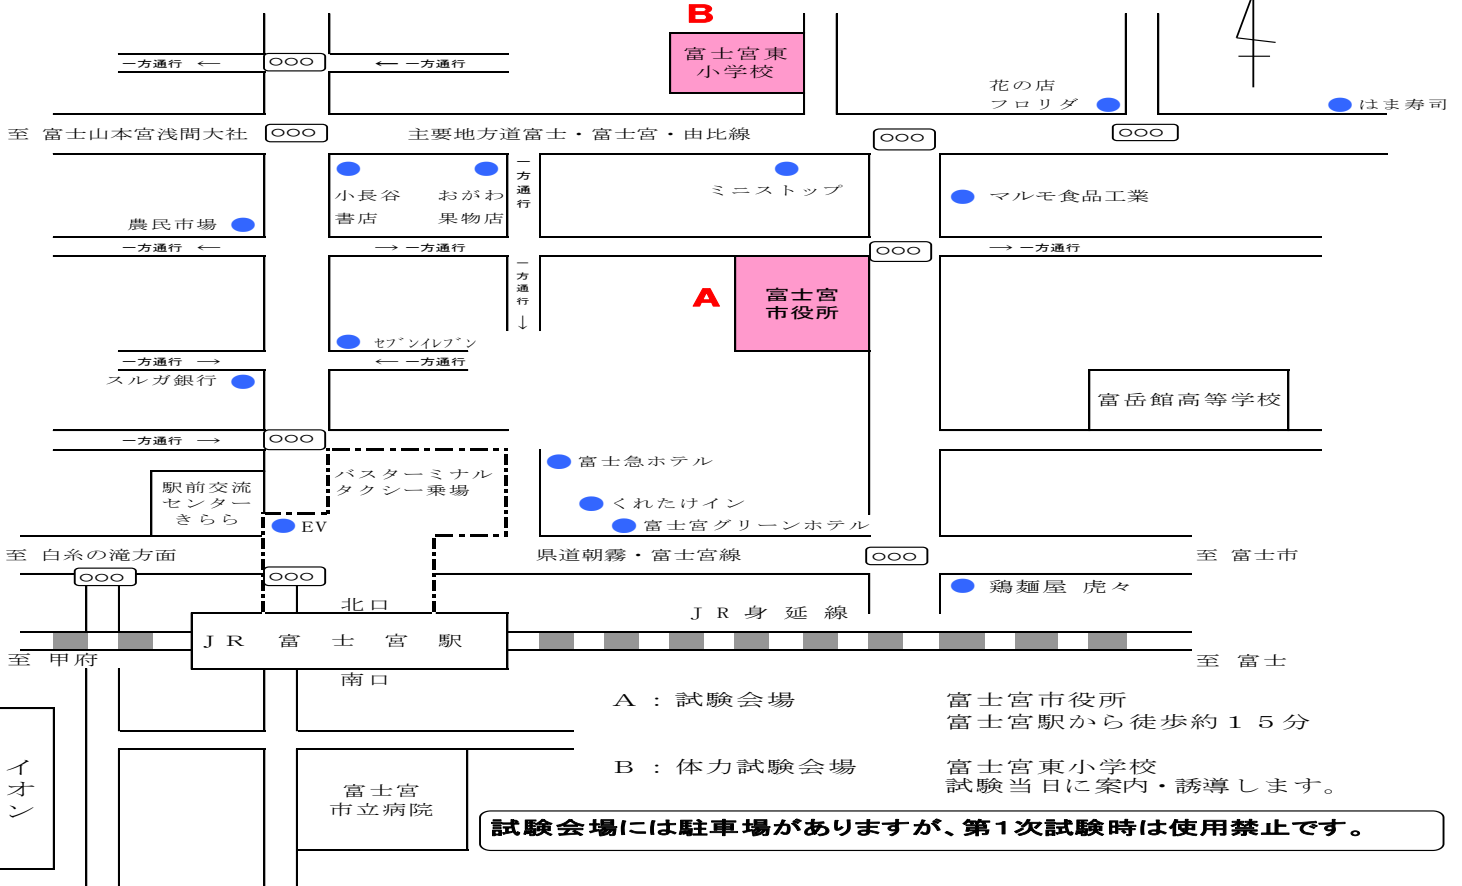 B
富士宮東
小学校
一方通行 ←
○○○
← 一方通行
花の店
フロリダ
はま寿司
至 富士山本宮浅間大社
○○○
主要地方道富士・富士宮・由比線
○○○
○○○
小長谷
書店
おがわ
果物店
一方通行
ミニストップ
マルモ食品工業
農民市場
一方通行 ←
→ 一方通行
○○○
→ 一方通行
一方通行 ↓
A
富士宮
市役所
セブンイレブン
一方通行 →
← 一方通行
スルガ銀行
富岳館高等学校
一方通行 →
○○○
バスターミナル
タクシー乗場
富士急ホテル
駅前交流
センター
きらら
くれたけイン
EV
富士宮グリーンホテル
至 白糸の滝方面
県道朝霧・富士宮線
○○○
至 富士市
○○○
○○○
鶏麺屋 虎々
北口
JR身延線
JR 富士宮駅
至 甲府
至 富士
南口
A：試験会場
富士宮市役所
富士宮駅から徒歩約15分
B：体力試験会場
富士宮東小学校
試験当日に案内・誘導します。
イオン
富士宮
市立病院
試験会場には駐車場がありますが、第1次試験時は使用禁止です。